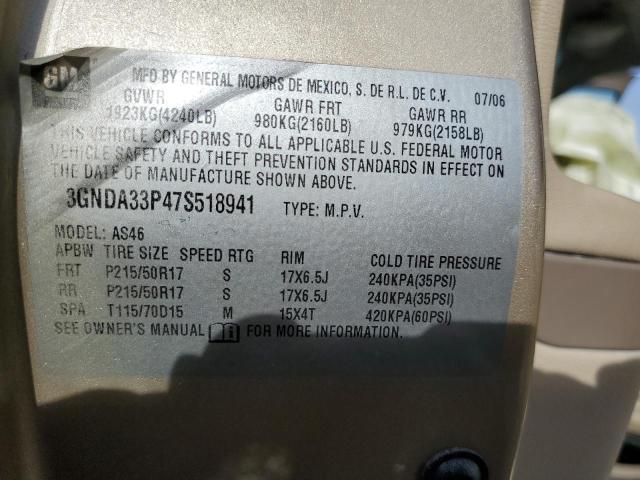 GM
MFD BY GENERAL MOTORS DE MEXICO, S. DE R.L. DE C.V. 07/06
GVWR GAWR FRT GAWR RR
1923KG(4240LB) 980KG(2160LB) 979KG(2158LB)
THIS VEHICLE CONFORMS TO ALL APPLICABLE U.S. FEDERAL MOTOR
VEHICLE SAFETY AND THEFT PREVENTION STANDARDS IN EFFECT ON
THE DATE OF MANUFACTURE SHOWN ABOVE.
3GNDA33P47S518941 TYPE: M.P.V.
MODEL: AS46
APBW TIRE SIZE SPEED RTG RIM COLD TIRE PRESSURE
FRT P215/50R17 S 17X6.5J 240KPA(35PSI)
RR P215/50R17 S 17X6.5J 240KPA(35PSI)
SPA T115/70D15 M 15X4T 420KPA(60PSI)
SEE OWNER'S MANUAL FOR MORE INFORMATION.